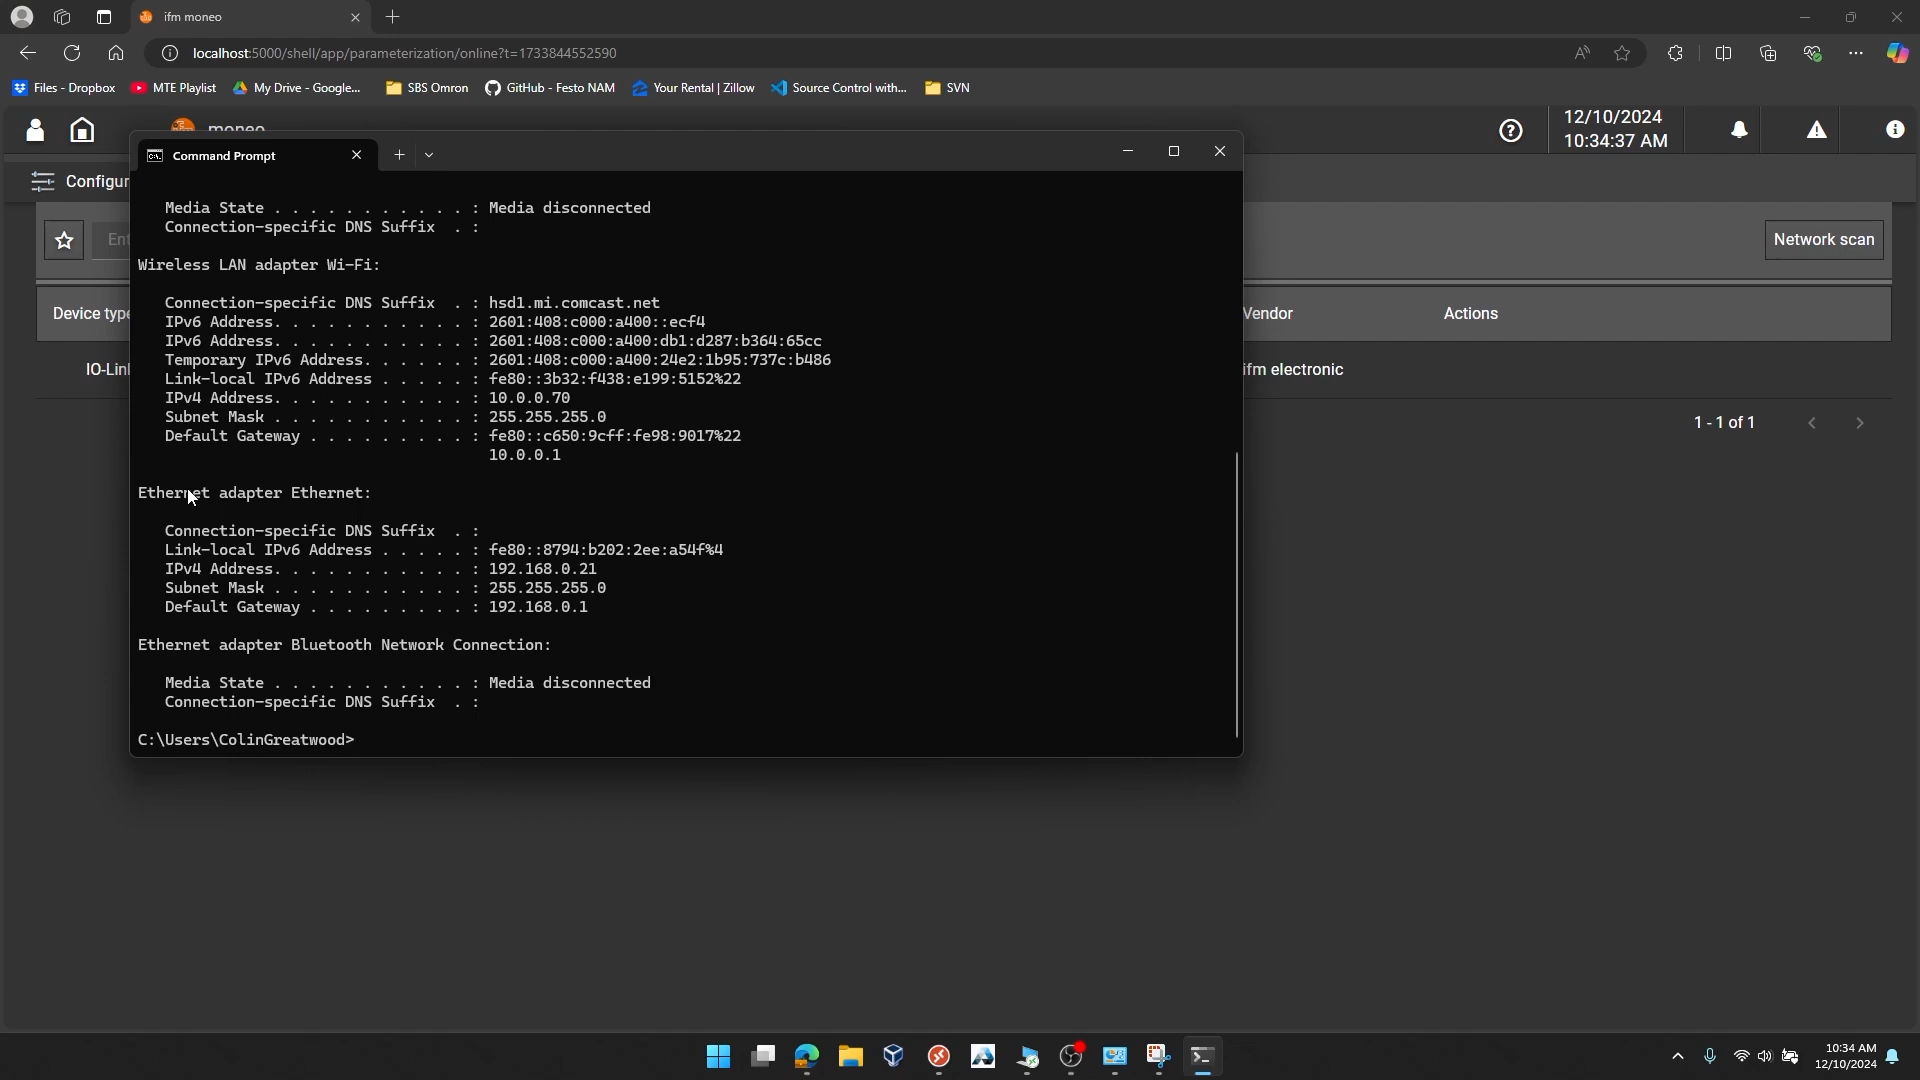 ifm moneo
localhost:5000/shell/app/parameterization/online?t=1733844552590
Files - Dropbox
MTE Playlist
My Drive - Google...
SBS Omron
GitHub - Festo NAM
Your Rental | Zillow
Source Control with...
SVN
moneo
12/10/2024
10:34:37 AM
Command Prompt
Configur
Network scan
Device type
Vendor
Actions
IO-Lin
ifm electronic
1 - 1 of 1
Media State . . . . . . . . . . . : Media disconnected
Connection-specific DNS Suffix  . :
Wireless LAN adapter Wi-Fi:
Connection-specific DNS Suffix  . : hsd1.mi.comcast.net
IPv6 Address. . . . . . . . . . . : 2601:408:c000:a400::ecf4
IPv6 Address. . . . . . . . . . . : 2601:408:c000:a400:db1:d287:b364:65cc
Temporary IPv6 Address. . . . . . : 2601:408:c000:a400:24e2:1b95:737c:b486
Link-local IPv6 Address . . . . . : fe80::3b32:f438:e199:5152%22
IPv4 Address. . . . . . . . . . . : 10.0.0.70
Subnet Mask . . . . . . . . . . . : 255.255.255.0
Default Gateway . . . . . . . . . : fe80::c650:9cff:fe98:9017%22
10.0.0.1
Ethernet adapter Ethernet:
Connection-specific DNS Suffix  . :
Link-local IPv6 Address . . . . . : fe80::8794:b202:2ee:a54f%4
IPv4 Address. . . . . . . . . . . : 192.168.0.21
Subnet Mask . . . . . . . . . . . : 255.255.255.0
Default Gateway . . . . . . . . . : 192.168.0.1
Ethernet adapter Bluetooth Network Connection:
Media State . . . . . . . . . . . : Media disconnected
Connection-specific DNS Suffix  . :
C:\Users\ColinGreatwood>
10:34 AM
12/10/2024